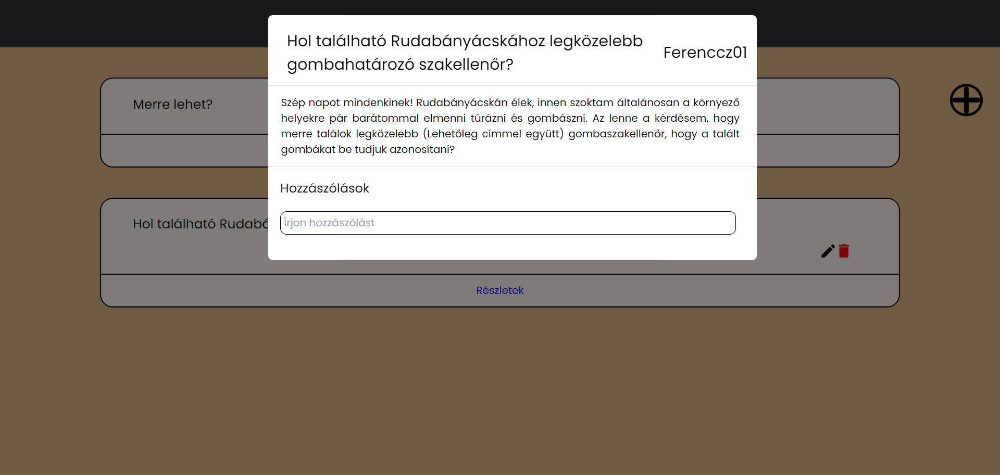 Hol található Rudabányácskához legközelebb
gombahatározó szakellenőr?
Ferenccz01
Szép napot mindenkinek! Rudabányácskán élek, innen szoktam általánosan a környező
helyekre pár barátommal elmenni túrázni és gombászni. Az lenne a kérdésem, hogy
merre találok legközelebb (Lehetőleg címmel együtt) gombaszakellenőr, hogy a talált
gombákat be tudjuk azonosítani?
Hozzászólások
Írjon hozzászólást
Merre lehet?
Hol található Rudabá
Részletek